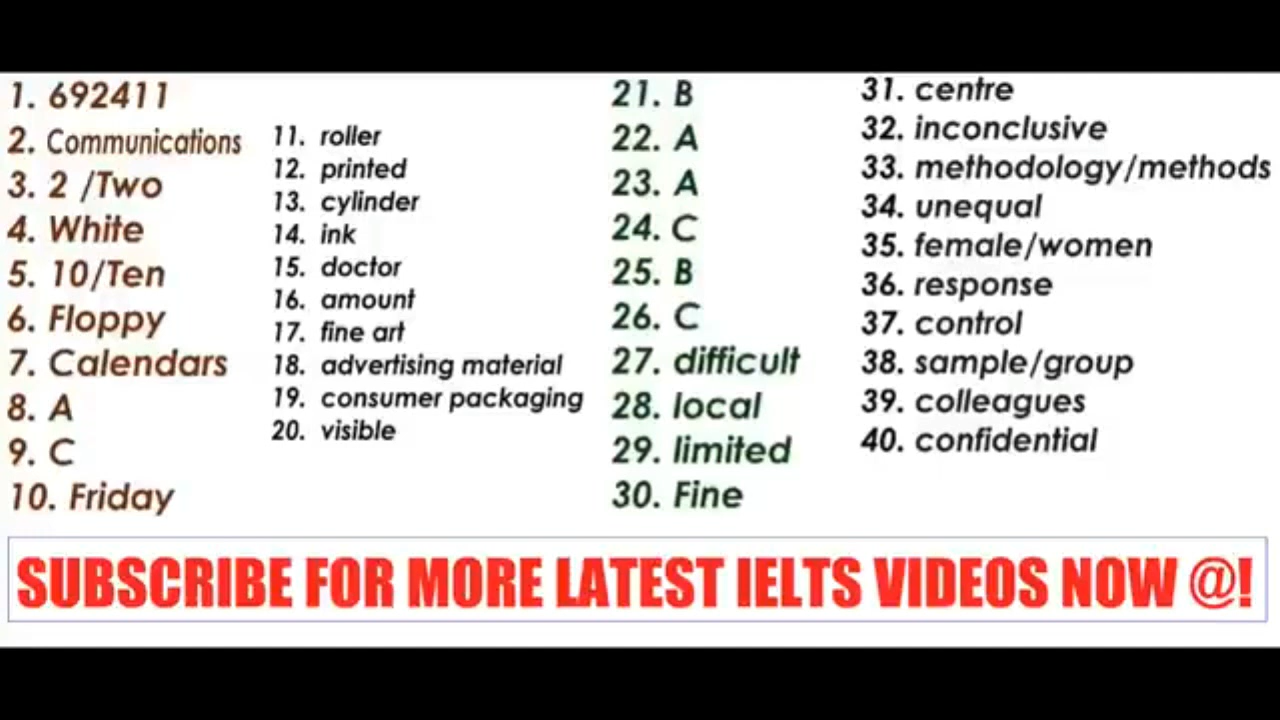 1. 692411
2. Communications
3. 2 /Two
4. White
5. 10/Ten
6. Floppy
7. Calendars
8. A
9. C
10. Friday
11. roller
12. printed
13. cylinder
14. ink
15. doctor
16. amount
17. fine art
18. advertising material
19. consumer packaging
20. visible
21. B
22. A
23. A
24. C
25. B
26. C
27. difficult
28. local
29. limited
30. Fine
31. centre
32. inconclusive
33. methodology/methods
34. unequal
35. female/women
36. response
37. control
38. sample/group
39. colleagues
40. confidential
SUBSCRIBE FOR MORE LATEST IELTS VIDEOS NOW @!